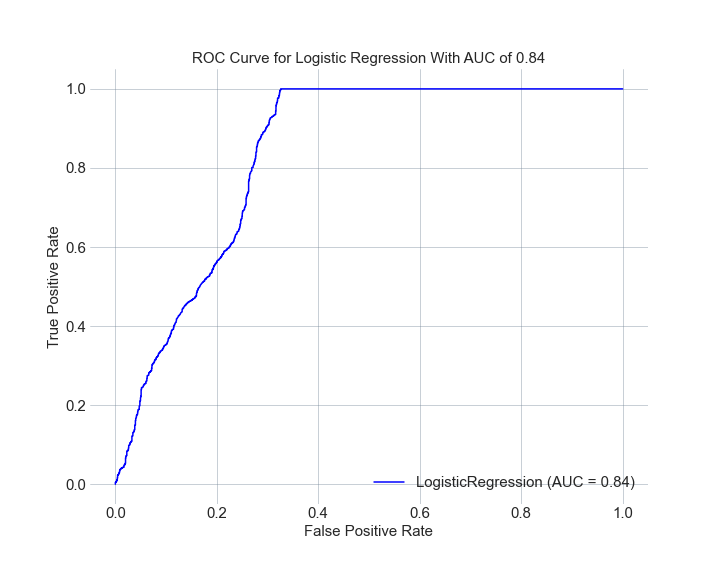 ROC Curve for Logistic Regression With AUC of 0.84
1.0
0.8
0.6
0.4
0.2
0.0
True Positive Rate
LogisticRegression (AUC = 0.84)
0.0 0.2 0.4 0.6 0.8 1.0
False Positive Rate